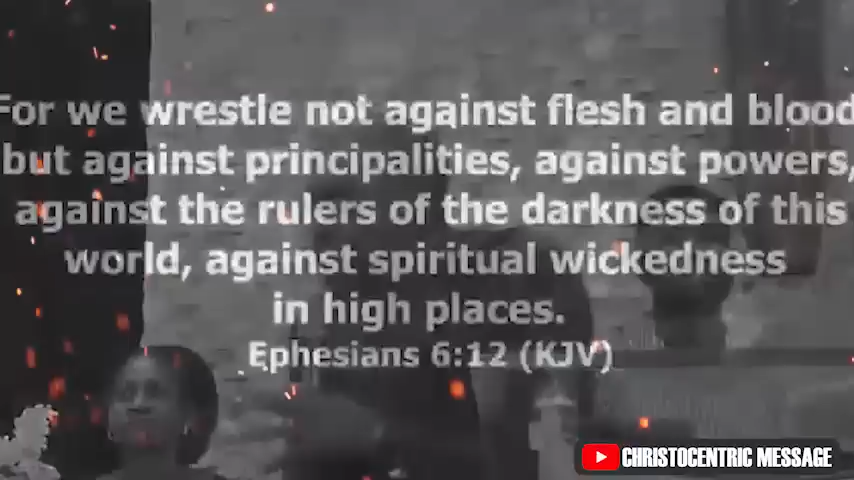 For we wrestle not against flesh and blood
but against principalities, against powers,
against the rulers of the darkness of this
world, against spiritual wickedness
in high places.
Ephesians 6:12 (KJV)
CHRISTOCENTRIC MESSAGE